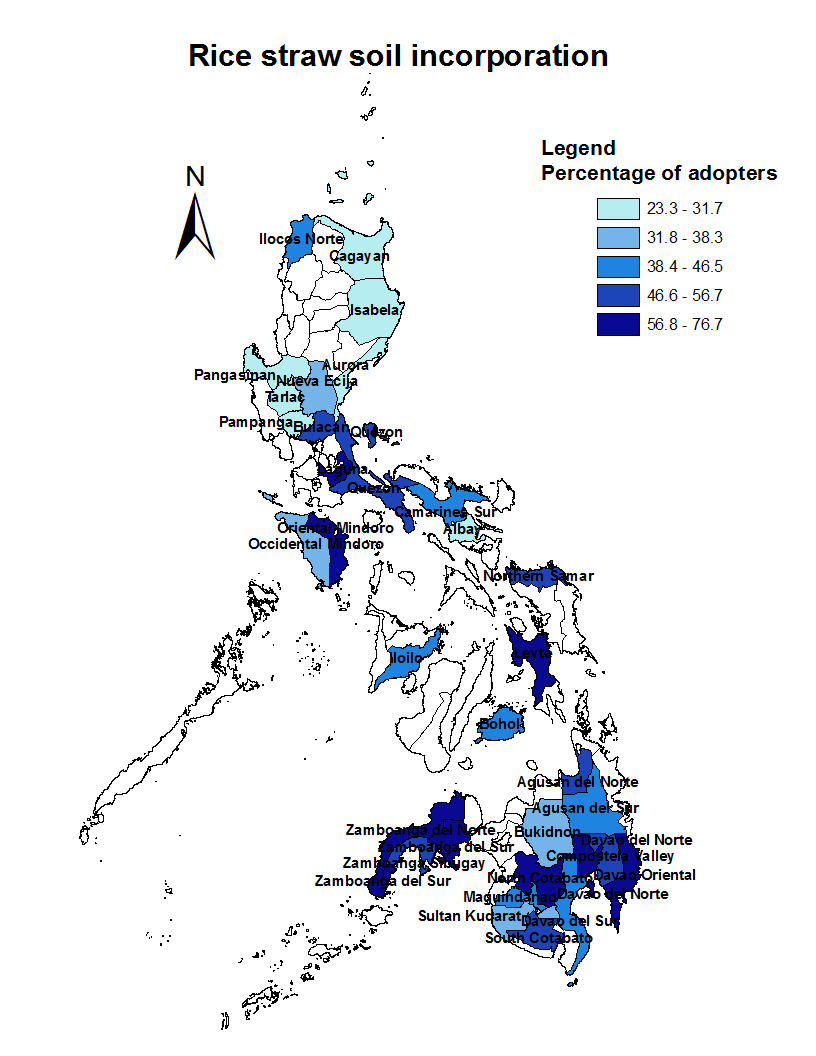 Rice straw soil incorporation
Legend
Percentage of adopters
23.3 - 31.7
31.8 - 38.3
38.4 - 46.5
46.6 - 56.7
56.8 - 76.7
N
Ilocos Norte
Cagayan
Isabela
Aurora
Pangasinan
Nueva Ecija
Tarlac
Pampanga
Bulacan
Quezon
Laguna
Quezon
Camarines Sur
Albay
Oriental Mindoro
Occidental Mindoro
Northern Samar
Leyte
Iloilo
Bohol
Agusan del Norte
Agusan del Sur
Bukidnon
Zamboanga del Norte
Davao del Norte
Zamboanga del Sur
Compostela Valley
Zamboanga Sibugay
Davao Oriental
North Cotabato
Zamboanga del Sur
Davao del Norte
Maguindanao
Sultan Kudarat
Davao del Sur
South Cotabato